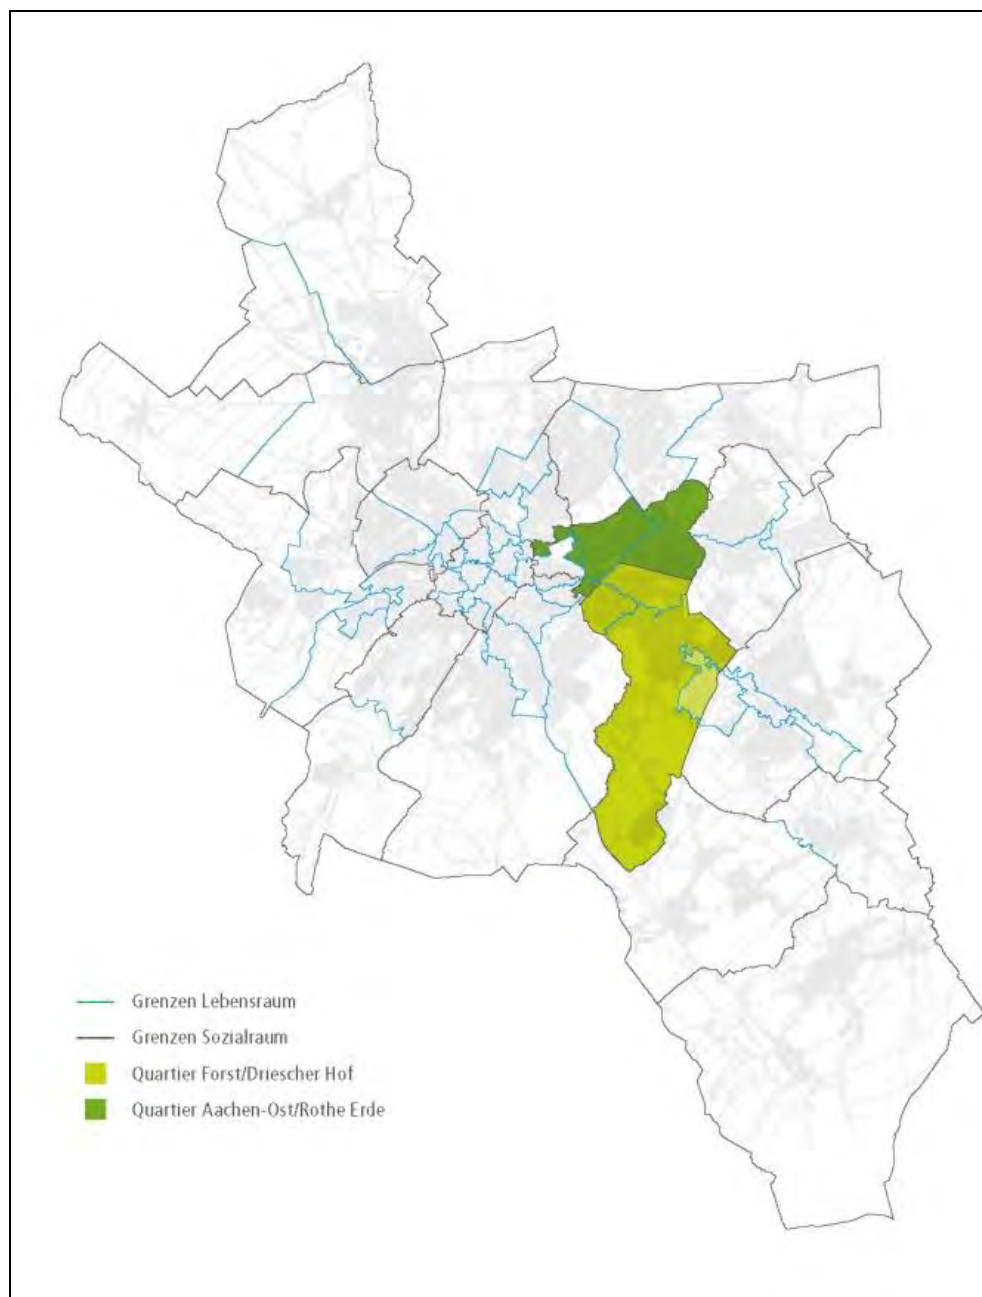 Grenzen Lebensraum
Grenzen Sozialraum
Quartier Forst/Driescher Hof
Quartier Aachen-Ost/Rothe Erde